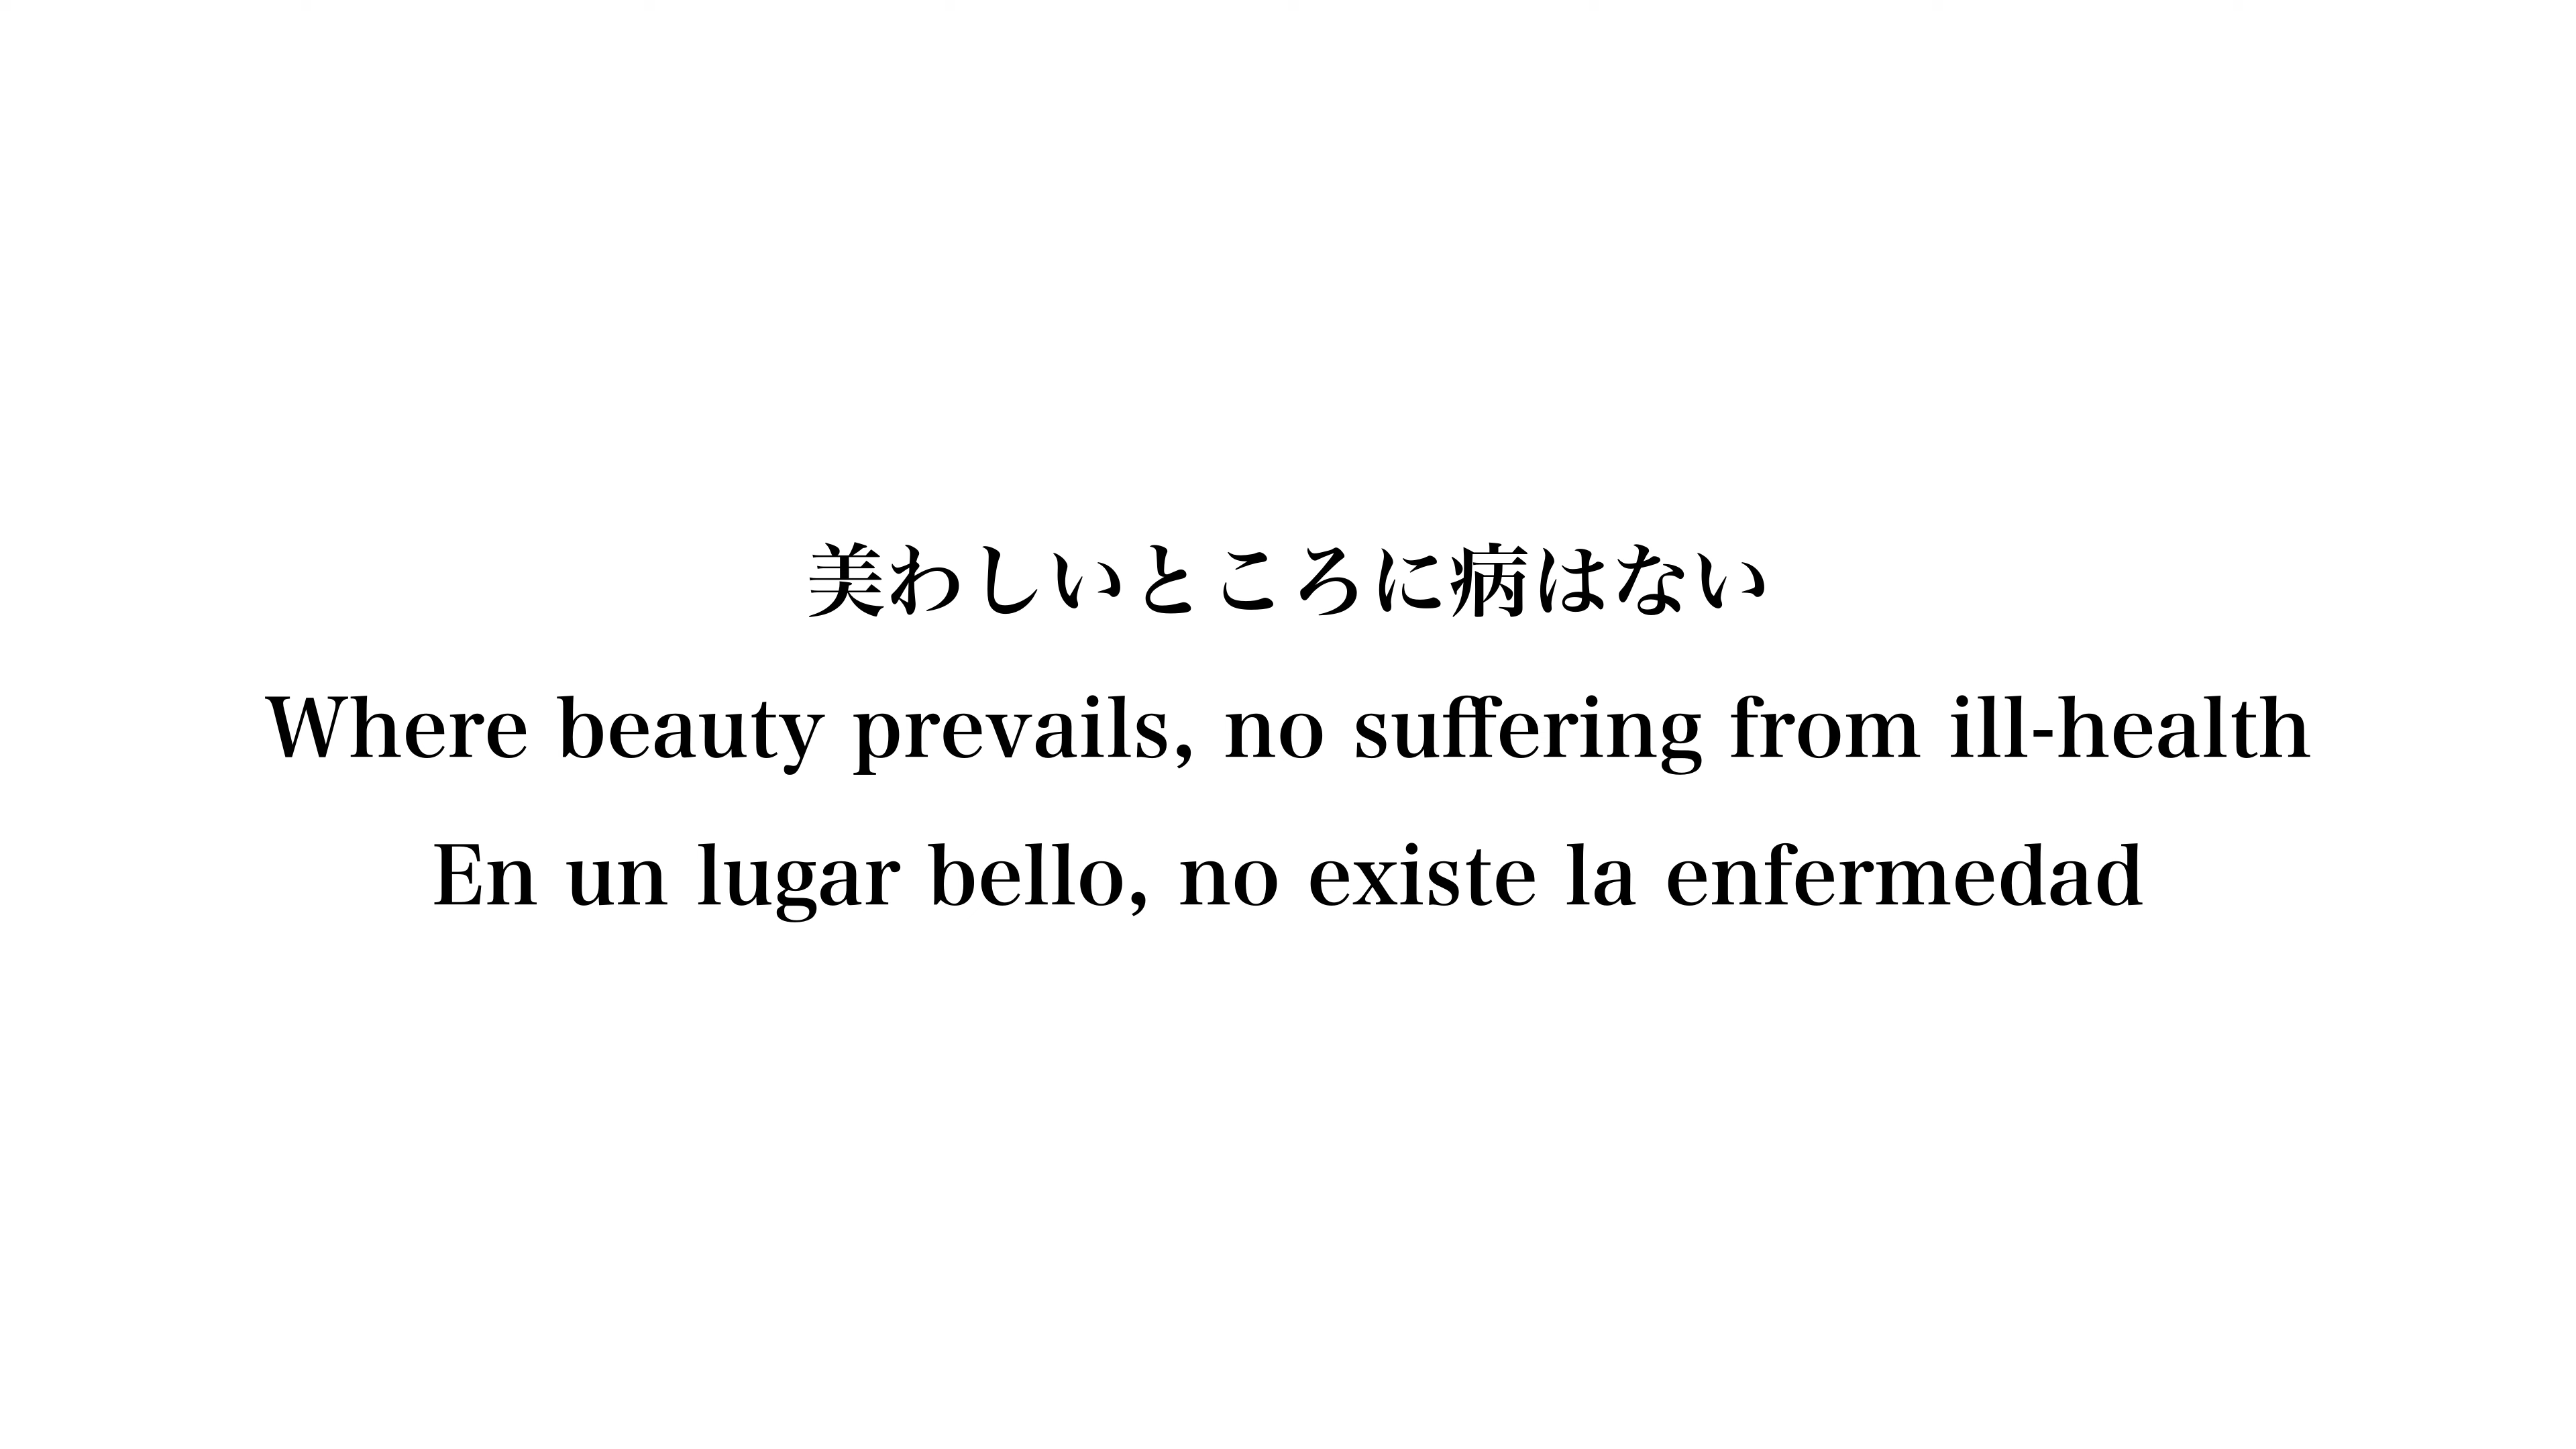 美わしいところに病はない
Where beauty prevails, no suffering from ill-health
En un lugar bello, no existe la enfermedad